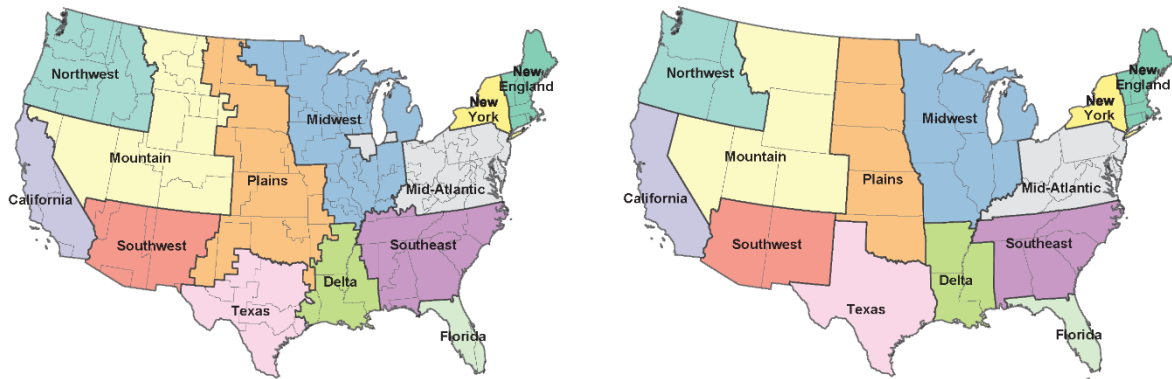 Northwest
New
England
New
York
Midwest
Mountain
Plains
Mid-Atlantic
California
Southwest
Southeast
Delta
Texas
Florida
New
England
Northwest
New
York
Midwest
Mountain
Plains
Mid-Atlantic
California
Southwest
Southeast
Delta
Texas
Florida